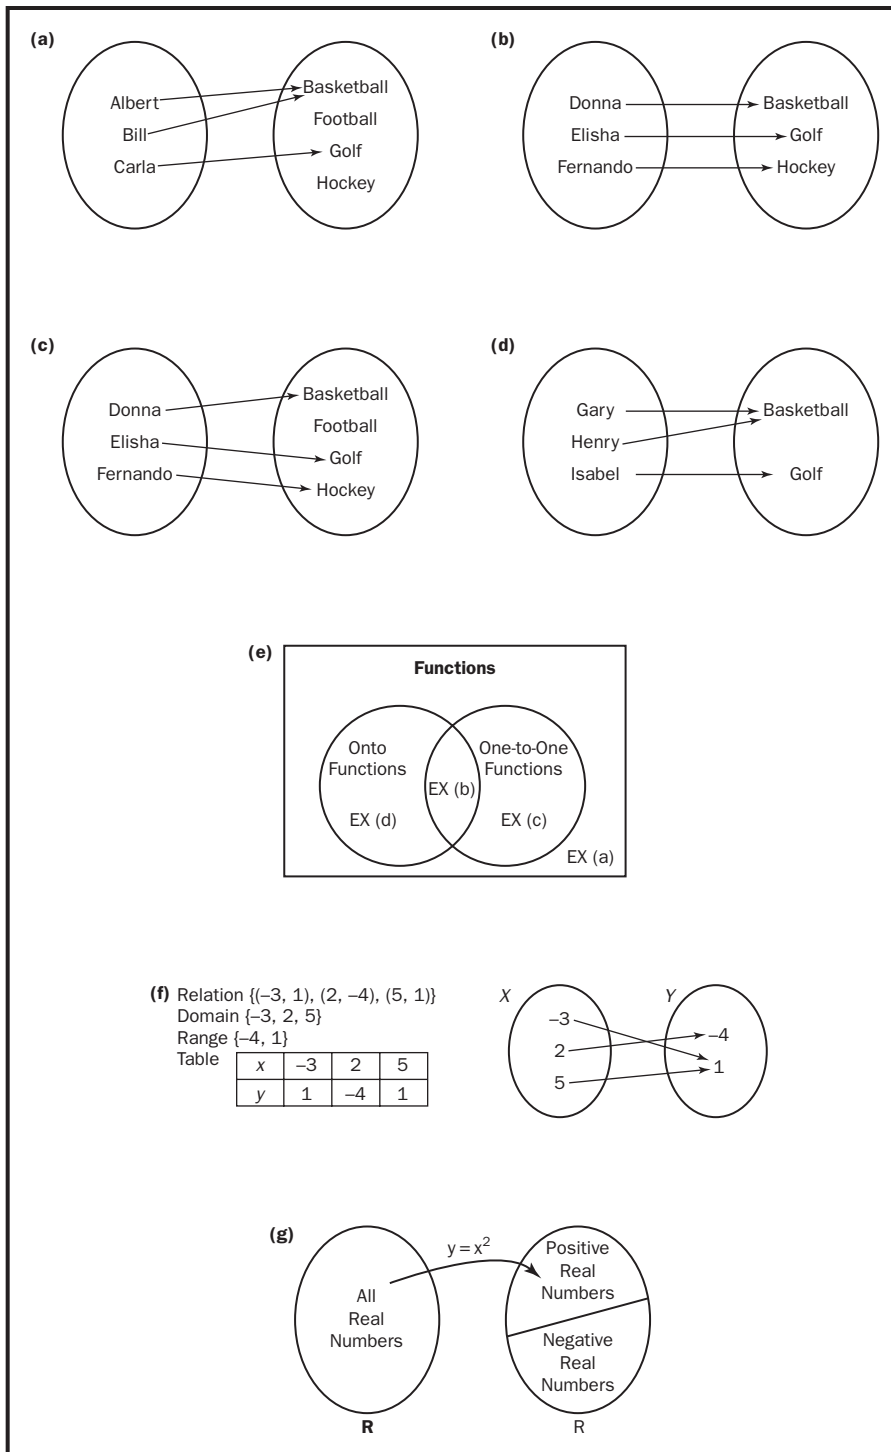 (a)
Albert
Bill
Carla
Basketball
Football
Golf
Hockey
(b)
Donna
Elisha
Fernando
Basketball
Golf
Hockey
(c)
Donna
Elisha
Fernando
Basketball
Football
Golf
Hockey
(d)
Gary
Henry
Isabel
Basketball
Golf
(e)
Functions
Onto
Functions
EX (d)
EX (b)
One-to-One
Functions
EX (c)
EX (a)
(f) Relation {(–3, 1), (2, –4), (5, 1)}
Domain {–3, 2, 5}
Range {–4, 1}
Table
x –3 2 5
y 1 –4 1
X
–3
2
5
Y
–4
1
(g)
All
Real
Numbers
R
y = x²
Positive
Real
Numbers
Negative
Real
Numbers
R